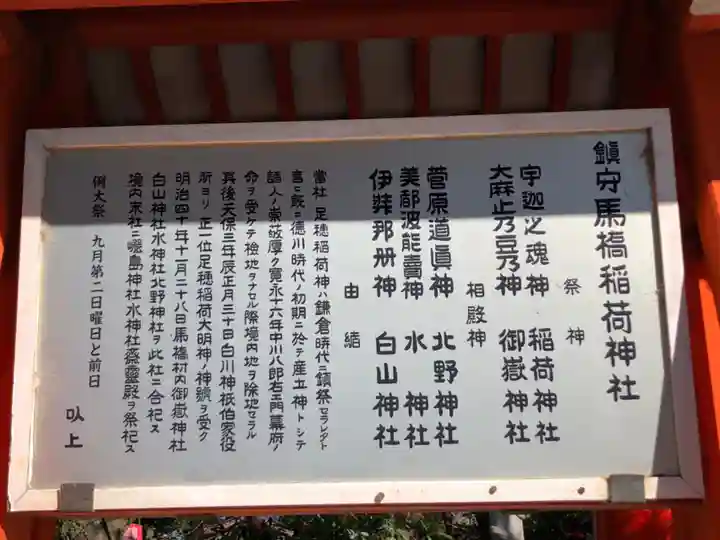 鎮守馬橋稲荷神社
祭神
宇迦之魂神 稲荷神社
大麻止乃豆乃神 御嶽神社
相殿神
菅原道眞神 北野神社
美都波能賣神 水神社
伊弉那册神 白山神社
由緒
當社足穂稲荷神ハ鎌倉時代ニ鎮祭セラレタト
言ヒ既ニ徳川時代ノ初期ニ於テ産土神トシテ
諸人ノ崇敬厚ク寛永十六年中川八郎右エ門幕府ノ
命ヲ受ケテ檢地ヲナセル際境内地ヲ除地セラル
其後天保三年辰正月三十日白川神祇伯家役
所ヨリ正一位足穂稲荷大明神ノ神號ヲ受ク
明治四十年十一月二十八日馬橋村内御嶽神社
白山神社水神社北野神社ヲ此社ニ合祀ス
境内末社ニ嚴島神社水神社齋靈殿ヲ祭祀ス
例大祭 九月第二日曜日と前日
以上